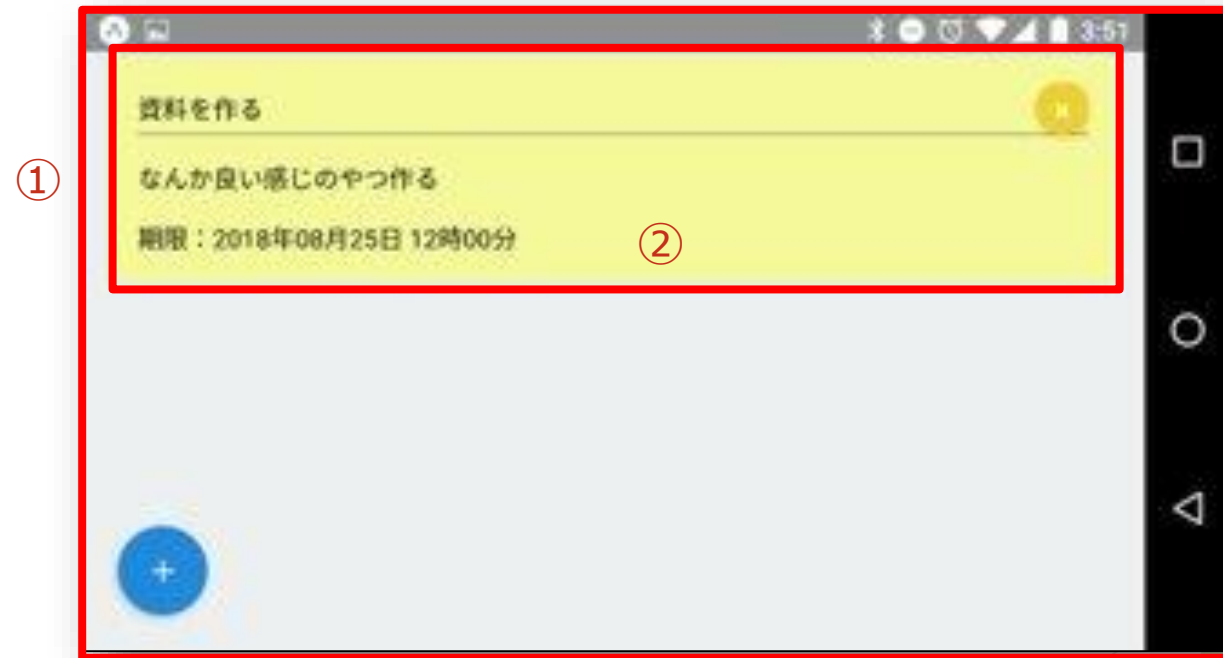 3:51
資料を作る
①
なんか良い感じのやつ作る
期限:2018年08月25日 12時00分
②
+